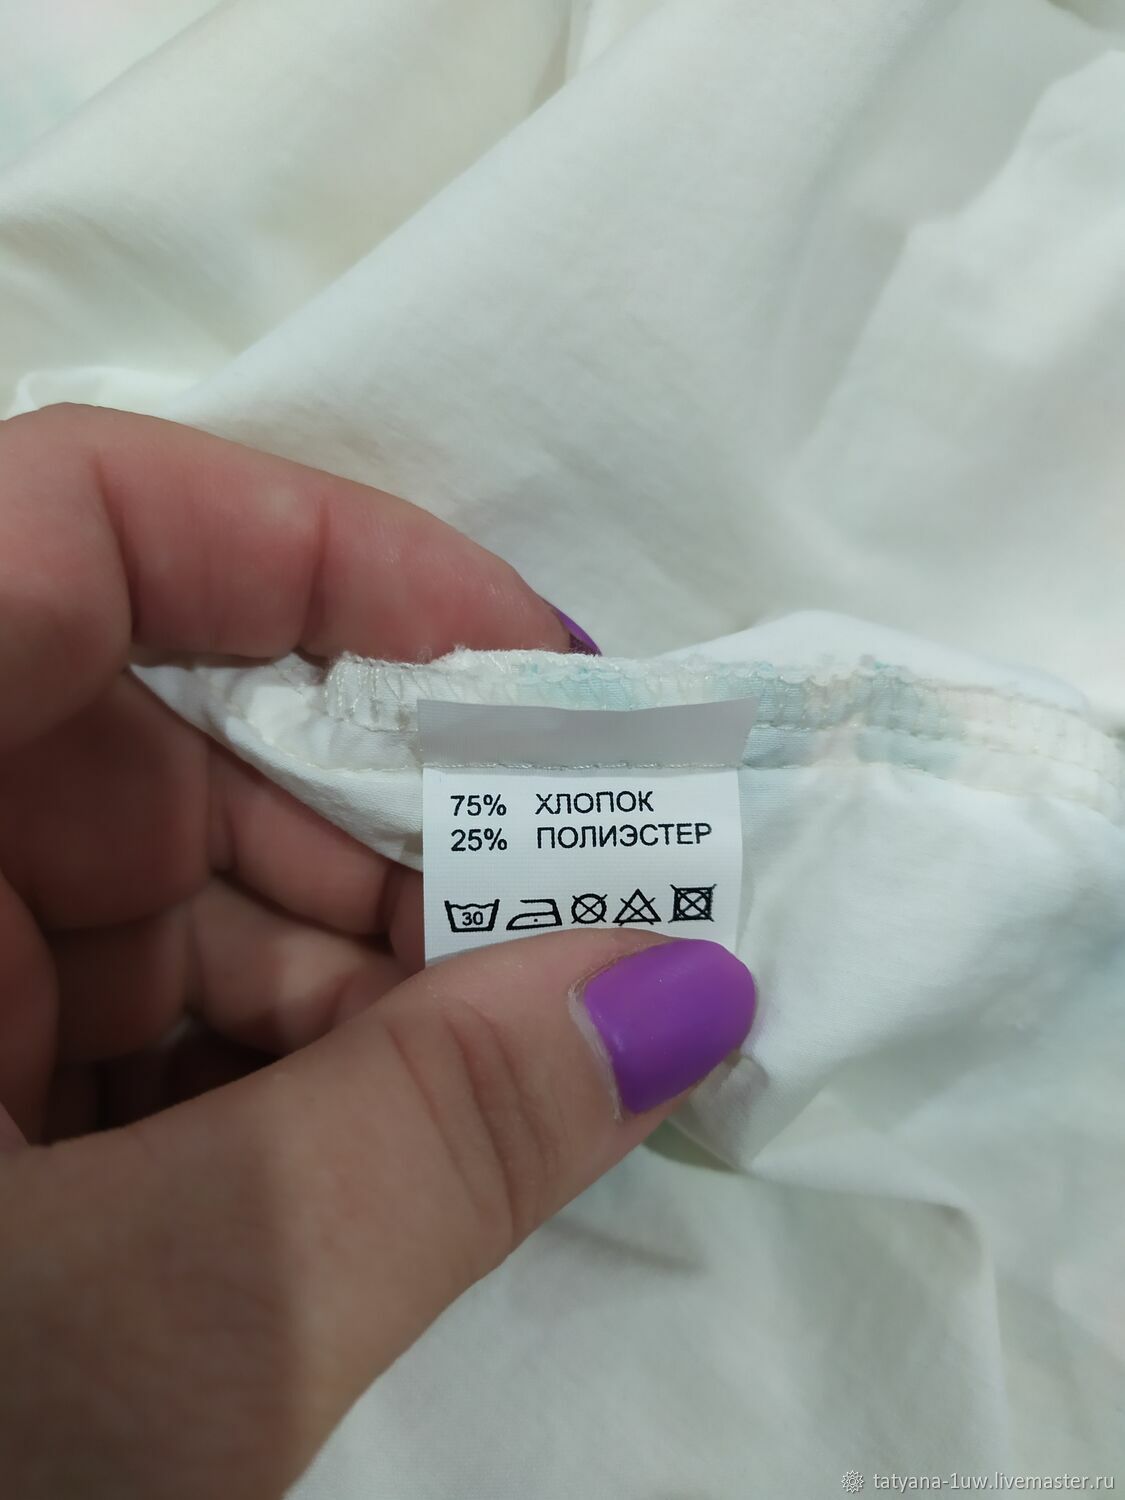 75% ХЛОПОК
25% ПОЛИЭСТЕР
30
tatyana-1uw.livemaster.ru